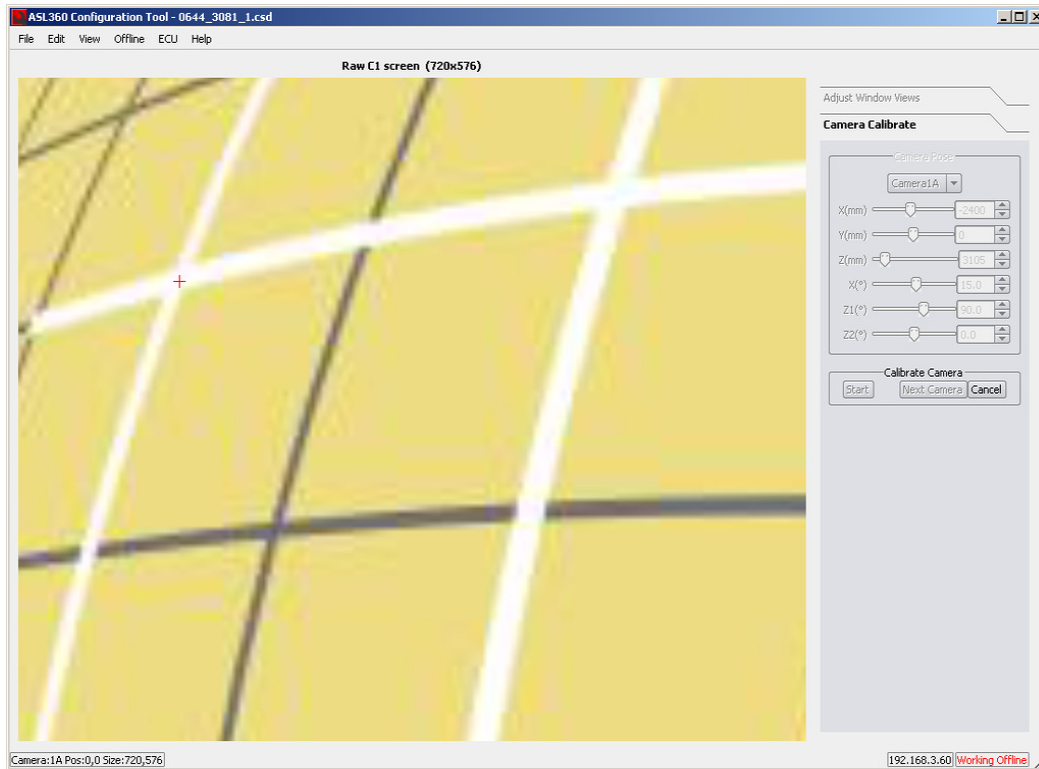 ASL360 Configuration Tool - 0644_3081_1.csd
File Edit View Offline ECU Help
Raw C1 screen (720x576)
Adjust Window Views
Camera Calibrate
Camera Pose
Camera1A
X(mm) -2400
Y(mm) 0
Z(mm) 3105
X(°) 15.0
Z1(°) 90.0
Z2(°) 0.0
Calibrate Camera
Start Next Camera Cancel
Camera:1A Pos:0,0 Size:720,576 192.168.3.60 Working Offline